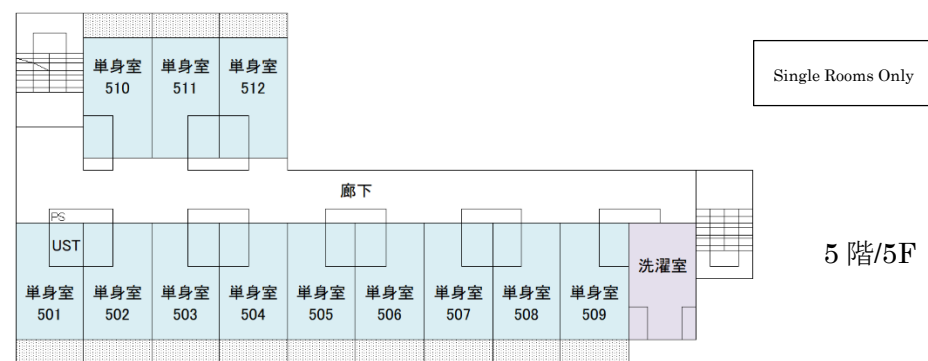 単身室
510
単身室
511
単身室
512
Single Rooms Only
廊下
PS
UST
5 階/5F
洗濯室
単身室
501
単身室
502
単身室
503
単身室
504
単身室
505
単身室
506
単身室
507
単身室
508
単身室
509